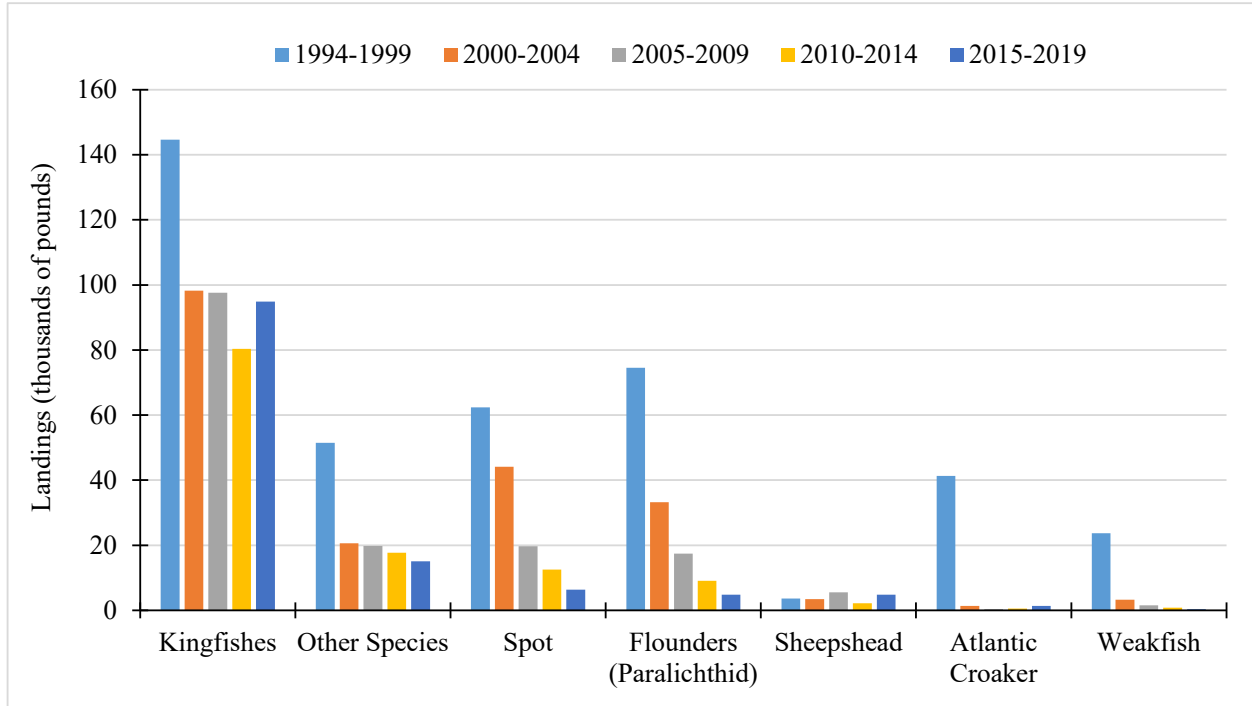 1994-1999 2000-2004 2005-2009 2010-2014 2015-2019
Landings (thousands of pounds)
160
140
120
100
80
60
40
20
0
Kingfishes
Other Species
Spot
Flounders
(Paralichthid)
Sheepshead
Atlantic
Croaker
Weakfish